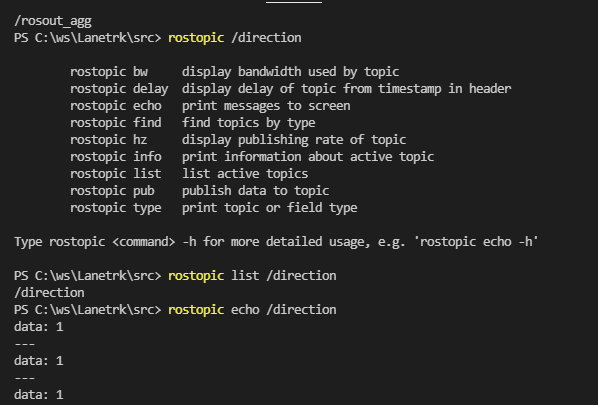 /rosout_agg
PS C:\ws\Lanetrk\src> rostopic /direction
rostopic bw display bandwidth used by topic
rostopic delay display delay of topic from timestamp in header
rostopic echo print messages to screen
rostopic find find topics by type
rostopic hz display publishing rate of topic
rostopic info print information about active topic
rostopic list list active topics
rostopic pub publish data to topic
rostopic type print topic or field type
Type rostopic <command> -h for more detailed usage, e.g. 'rostopic echo -h'
PS C:\ws\Lanetrk\src> rostopic list /direction
/direction
PS C:\ws\Lanetrk\src> rostopic echo /direction
data: 1
---
data: 1
---
data: 1